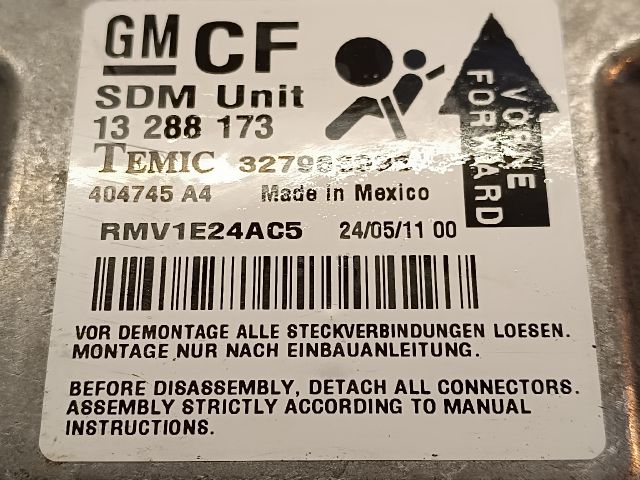 GM CF
SDM Unit
13 288 173
TEMIC
404745 A4 Made in Mexico
VORNE
FORWARD
RMV1E24AC5 24/05/11 00
VOR DEMONTAGE ALLE STECKVERBINDUNGEN LOESEN.
MONTAGE NUR NACH EINBAUANLEITUNG.
BEFORE DISASSEMBLY, DETACH ALL CONNECTORS.
ASSEMBLY STRICTLY ACCORDING TO MANUAL
INSTRUCTIONS.